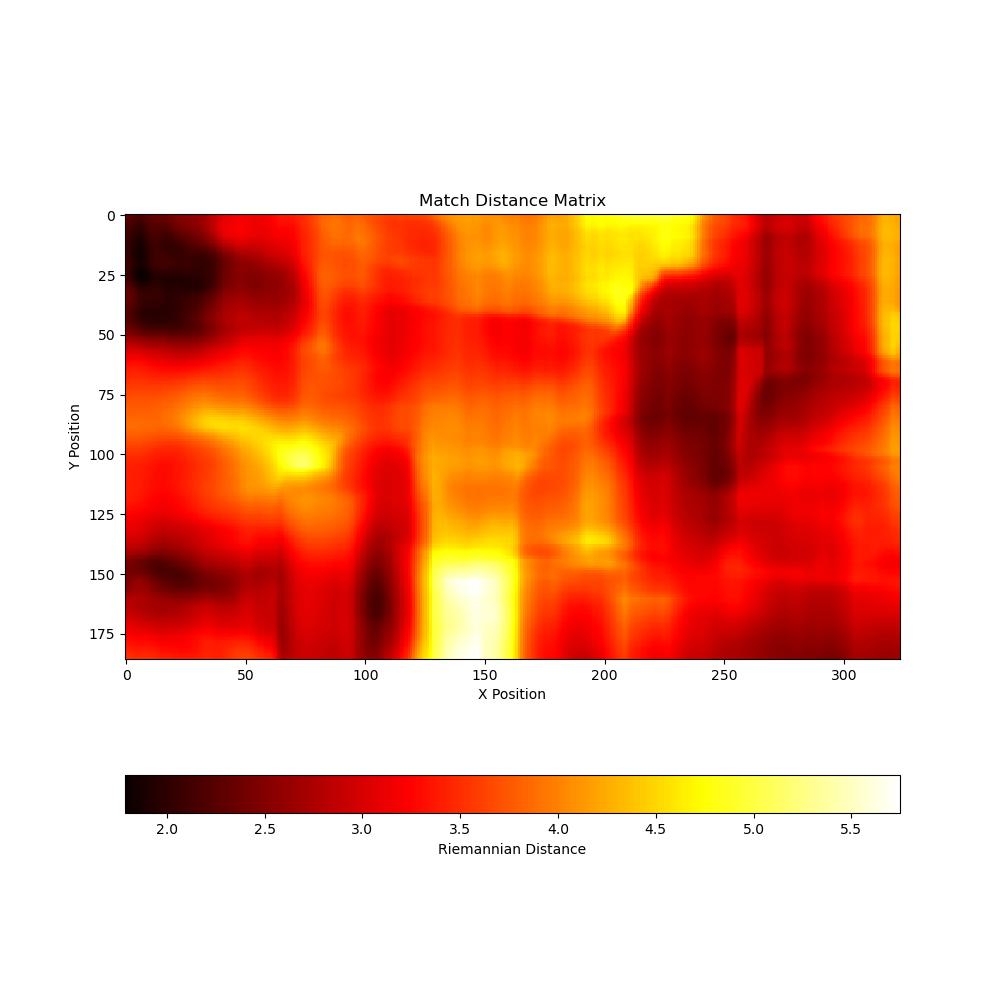 Match Distance Matrix
0
25
50
75
100
125
150
175
Y Position
0 50 100 150 200 250 300
X Position
2.0 2.5 3.0 3.5 4.0 4.5 5.0 5.5
Riemannian Distance